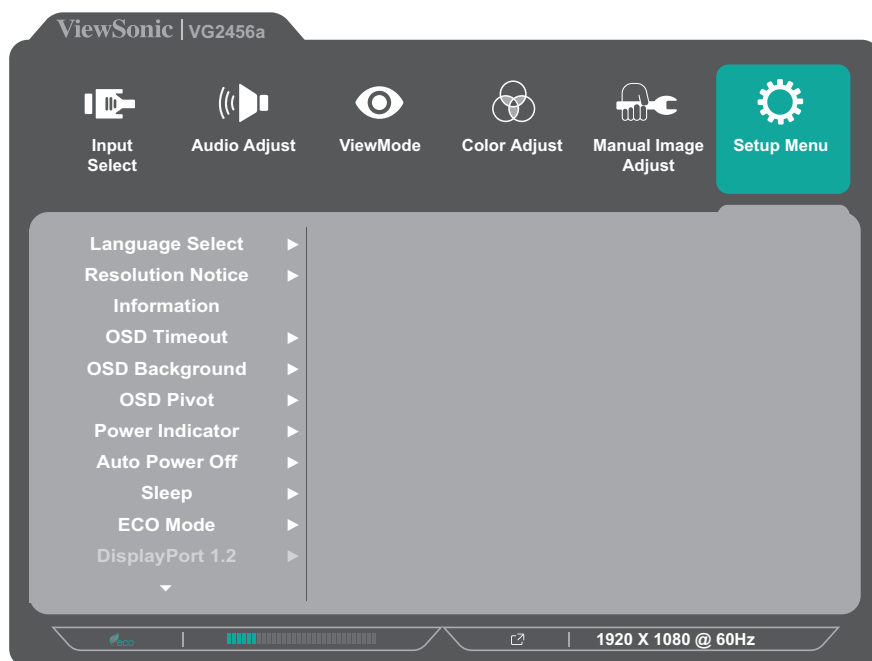 ViewSonic | VG2456a
Input Select
Audio Adjust
ViewMode
Color Adjust
Manual Image Adjust
Setup Menu
Language Select
Resolution Notice
Information
OSD Timeout
OSD Background
OSD Pivot
Power Indicator
Auto Power Off
Sleep
ECO Mode
DisplayPort 1.2
eco
1920 X 1080 @ 60Hz